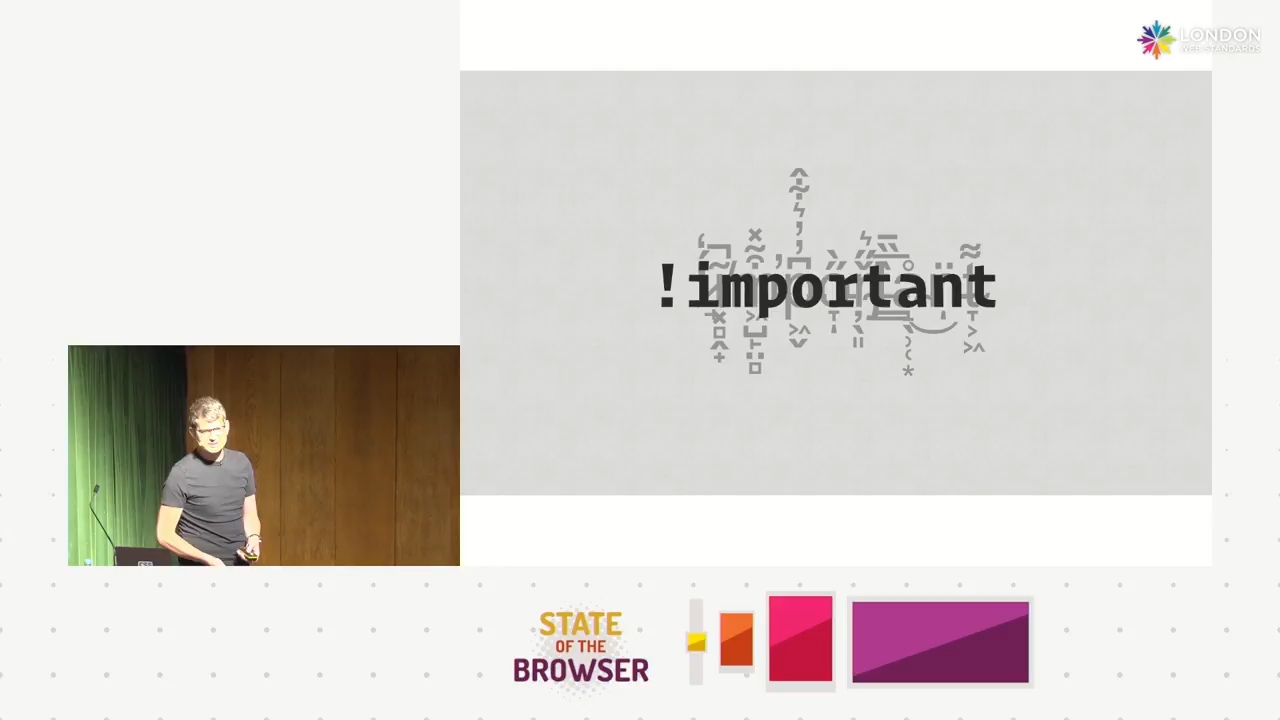 LONDON
WEB STANDARDS
!important
STATE
OF THE
BROWSER